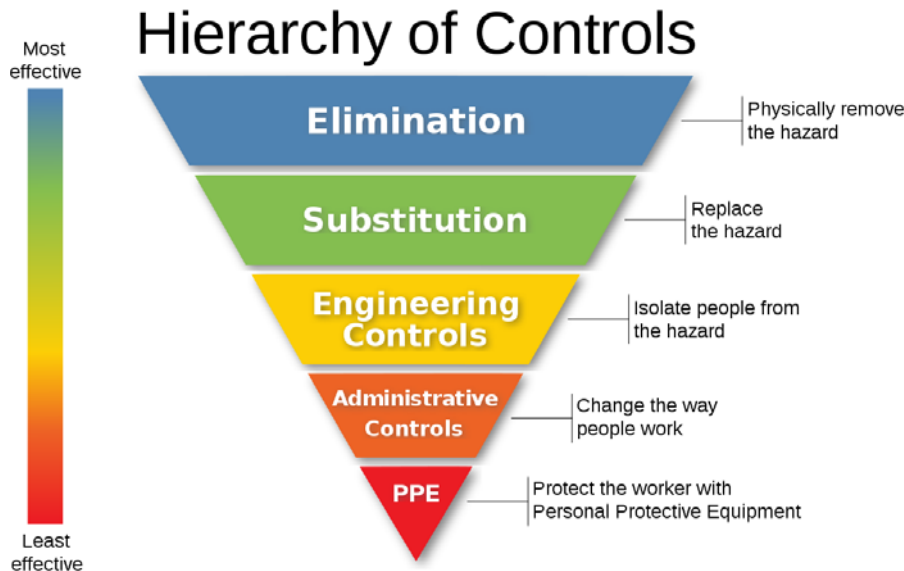 Hierarchy of Controls
Most
effective
Elimination
Physically remove
the hazard
Substitution
Replace
the hazard
Engineering
Controls
Isolate people from
the hazard
Administrative
Controls
Change the way
people work
PPE
Protect the worker with
Personal Protective Equipment
Least
effective